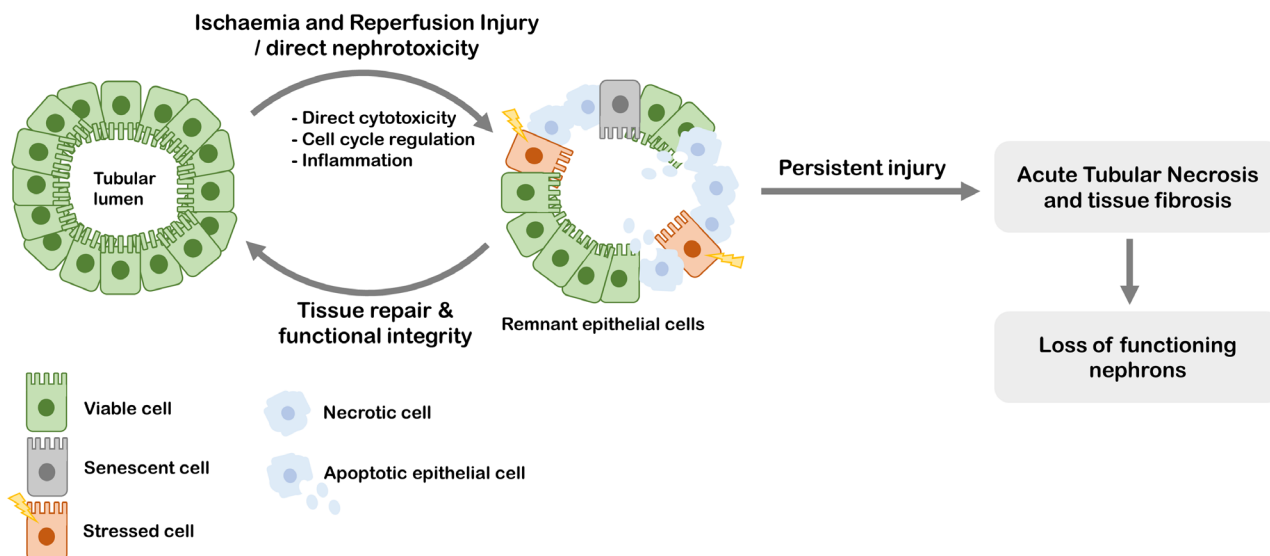 Ischaemia and Reperfusion Injury
/ direct nephrotoxicity
- Direct cytotoxicity
- Cell cycle regulation
- Inflammation
Tubular
lumen
Persistent injury
Acute Tubular Necrosis
and tissue fibrosis
Tissue repair &
functional integrity
Remnant epithelial cells
Loss of functioning
nephrons
Viable cell
Necrotic cell
Senescent cell
Apoptotic epithelial cell
Stressed cell